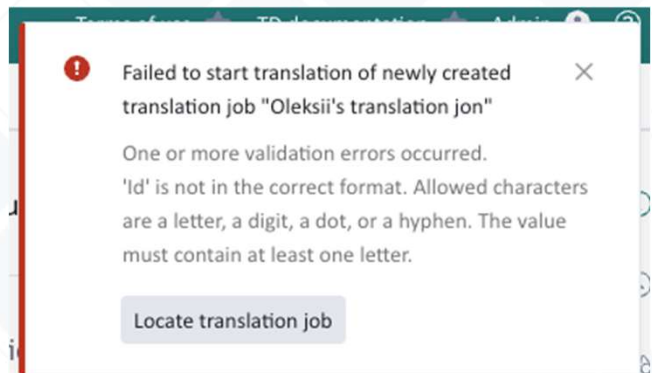 Failed to start translation of newly created
translation job "Oleksii's translation jon"
One or more validation errors occurred.
'Id' is not in the correct format. Allowed characters
are a letter, a digit, a dot, or a hyphen. The value
must contain at least one letter.
Locate translation job